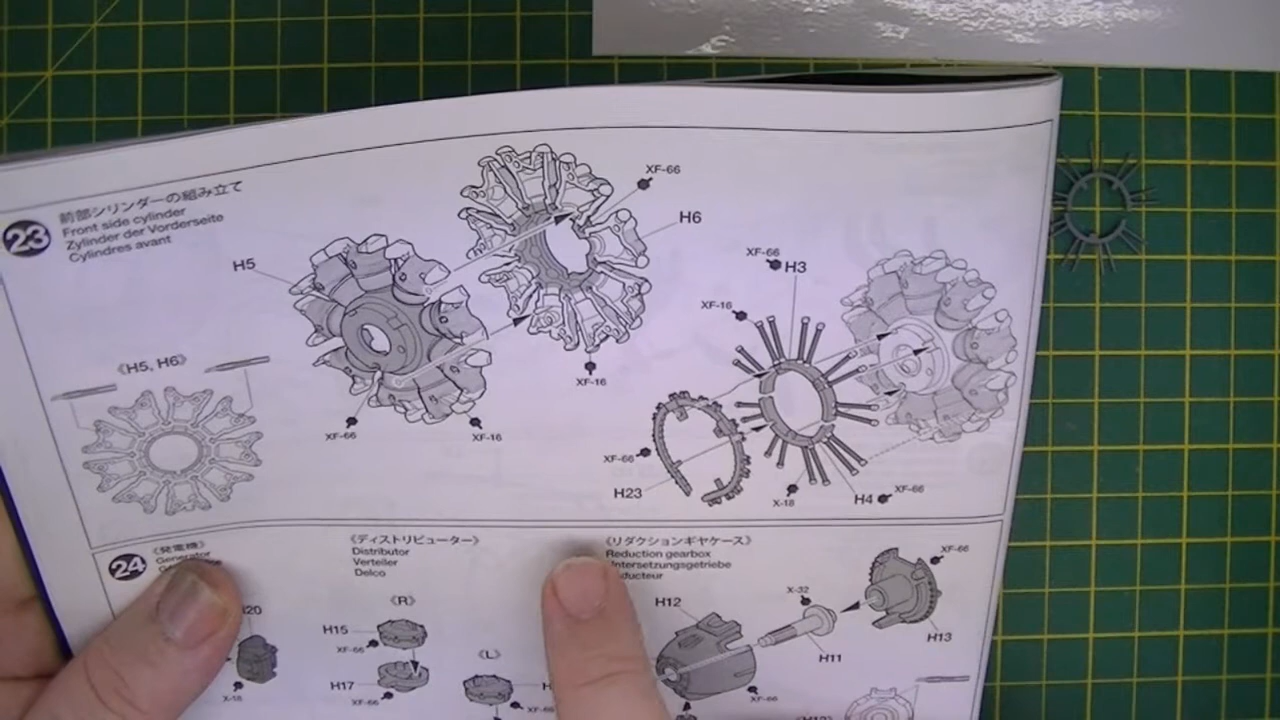 23
前部シリンダーの組み立て
Front side cylinder
Zylinder der Vorderseite
Cylindres avant
XF-66
H6
H5
XF-66
H3
XF-16
《H5、H6》
XF-16
XF-66
XF-16
XF-66
H23
X-18
H4
XF-66
24
《発電機》
Generator
《ディストリビューター》
Distributor
Verteiler
Delco
《リダクションギヤケース》
Reduction gearbox
XF-66
《R》
X-32
H12
H15
XF-66
H13
H11
《L》
H17
X-18
XF-66
XF-66